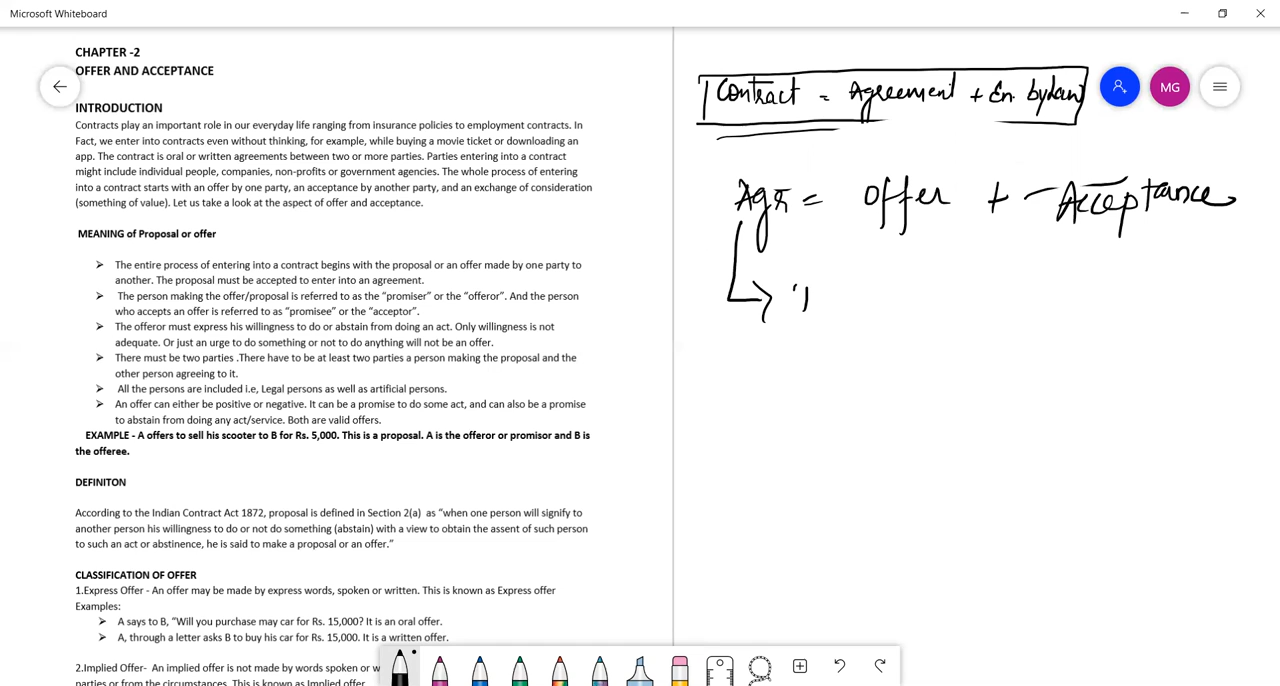 Microsoft Whiteboard
CHAPTER -2
OFFER AND ACCEPTANCE
INTRODUCTION
Contracts play an important role in our everyday life ranging from insurance policies to employment contracts. In
Fact, we enter into contracts even without thinking, for example, while buying a movie ticket or downloading an
app. The contract is oral or written agreements between two or more parties. Parties entering into a contract
might include individual people, companies, non-profits or government agencies. The whole process of entering
into a contract starts with an offer by one party, an acceptance by another party, and an exchange of consideration
(something of value). Let us take a look at the aspect of offer and acceptance.
MEANING of Proposal or offer
➢ The entire process of entering into a contract begins with the proposal or an offer made by one party to
another. The proposal must be accepted to enter into an agreement.
➢ The person making the offer/proposal is referred to as the "promiser" or the "offeror". And the person
who accepts an offer is referred to as "promisee" or the "acceptor".
➢ The offeror must express his willingness to do or abstain from doing an act. Only willingness is not
adequate. Or just an urge to do something or not to do anything will not be an offer.
➢ There must be two parties .There have to be at least two parties a person making the proposal and the
other person agreeing to it.
➢ All the persons are included i.e, Legal persons as well as artificial persons.
➢ An offer can either be positive or negative. It can be a promise to do some act, and can also be a promise
to abstain from doing any act/service. Both are valid offers.
EXAMPLE - A offers to sell his scooter to B for Rs. 5,000. This is a proposal. A is the offeror or promisor and B is
the offeree.
DEFINITON
According to the Indian Contract Act 1872, proposal is defined in Section 2(a) as "when one person will signify to
another person his willingness to do or not do something (abstain) with a view to obtain the assent of such person
to such an act or abstinence, he is said to make a proposal or an offer."
CLASSIFICATION OF OFFER
1.Express Offer - An offer may be made by express words, spoken or written. This is known as Express offer
Examples:
➢ A says to B, "Will you purchase may car for Rs. 15,000? It is an oral offer.
➢ A, through a letter asks B to buy his car for Rs. 15,000. It is a written offer.
2.Implied Offer- An implied offer is not made by words spoken or w
parties or from the circumstances. This is known as Implied offer
Contract = Agreement + En. by Law
MG
Agr = Offer + Acceptance